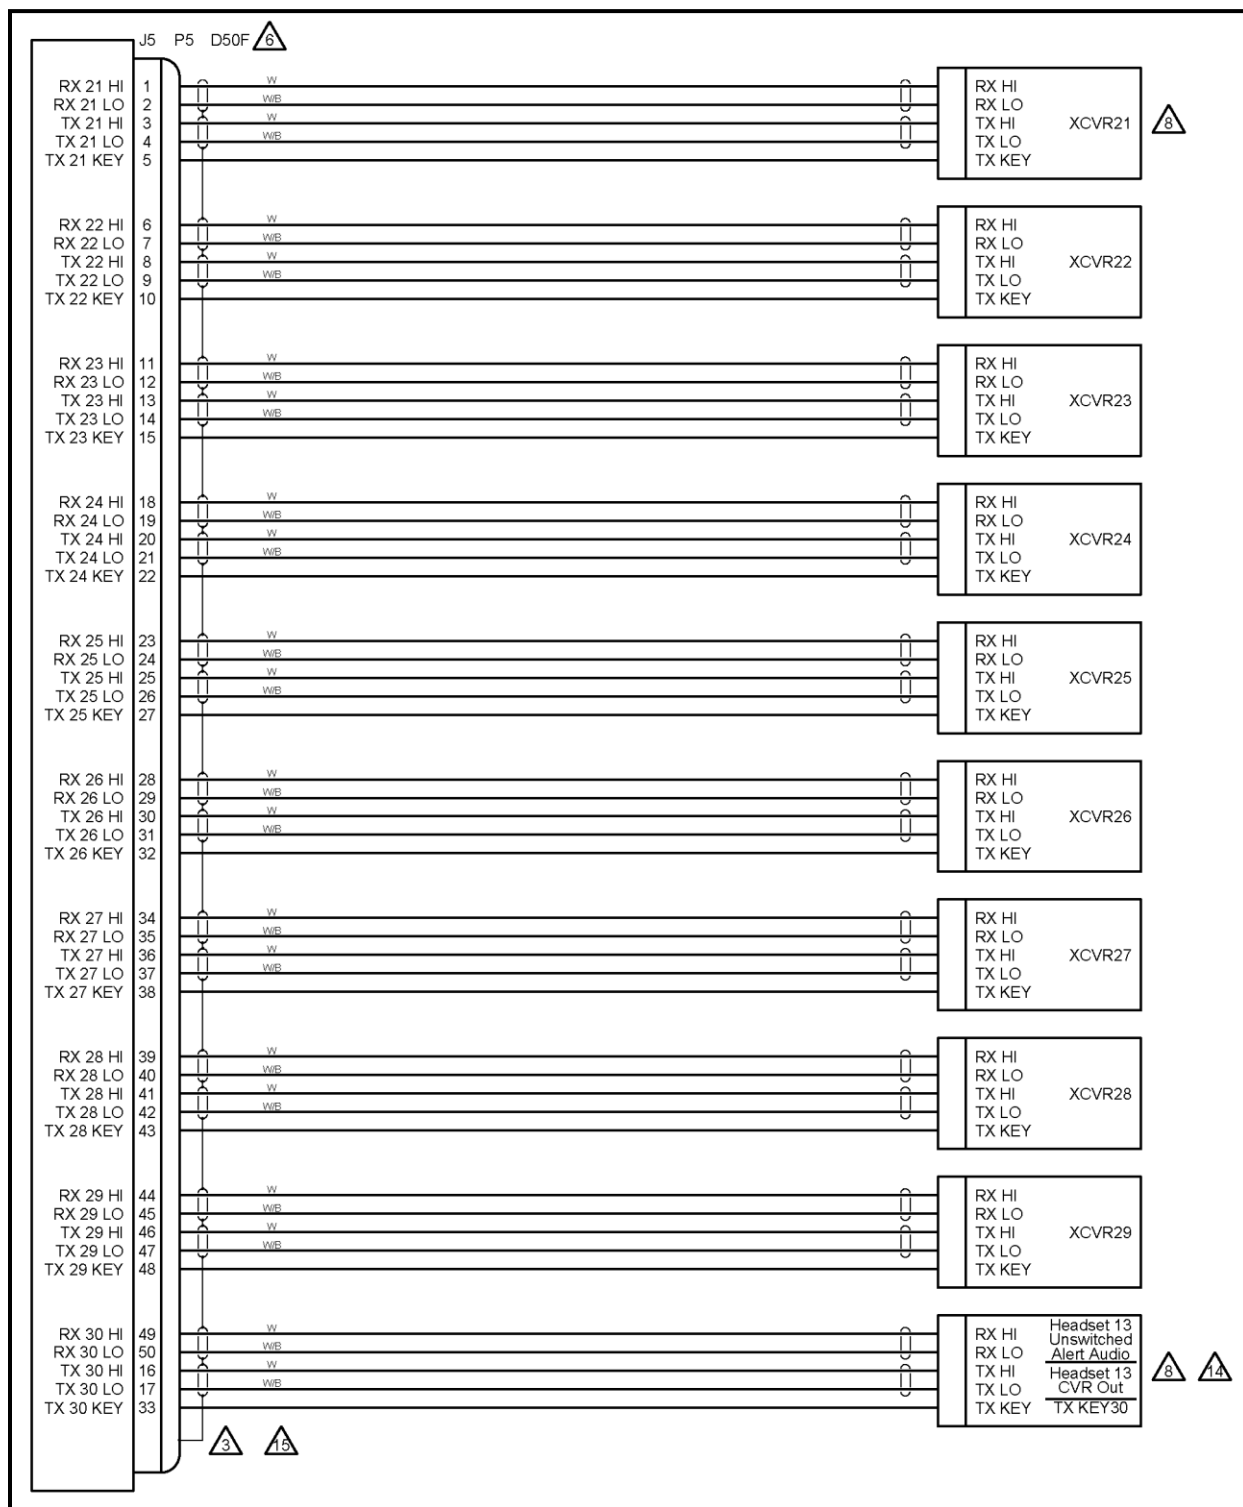 J5 P5 D50F 6
RX 21 HI 1 W RX HI
RX 21 LO 2 W/B RX LO
TX 21 HI 3 W TX HI XCVR21 8
TX 21 LO 4 W/B TX LO
TX 21 KEY 5 TX KEY
RX 22 HI 6 W RX HI
RX 22 LO 7 W/B RX LO
TX 22 HI 8 W TX HI XCVR22
TX 22 LO 9 W/B TX LO
TX 22 KEY 10 TX KEY
RX 23 HI 11 W RX HI
RX 23 LO 12 W/B RX LO
TX 23 HI 13 W TX HI XCVR23
TX 23 LO 14 W/B TX LO
TX 23 KEY 15 TX KEY
RX 24 HI 18 W RX HI
RX 24 LO 19 W/B RX LO
TX 24 HI 20 W TX HI XCVR24
TX 24 LO 21 W/B TX LO
TX 24 KEY 22 TX KEY
RX 25 HI 23 W RX HI
RX 25 LO 24 W/B RX LO
TX 25 HI 25 W TX HI XCVR25
TX 25 LO 26 W/B TX LO
TX 25 KEY 27 TX KEY
RX 26 HI 28 W RX HI
RX 26 LO 29 W/B RX LO
TX 26 HI 30 W TX HI XCVR26
TX 26 LO 31 W/B TX LO
TX 26 KEY 32 TX KEY
RX 27 HI 34 W RX HI
RX 27 LO 35 W/B RX LO
TX 27 HI 36 W TX HI XCVR27
TX 27 LO 37 W/B TX LO
TX 27 KEY 38 TX KEY
RX 28 HI 39 W RX HI
RX 28 LO 40 W/B RX LO
TX 28 HI 41 W TX HI XCVR28
TX 28 LO 42 W/B TX LO
TX 28 KEY 43 TX KEY
RX 29 HI 44 W RX HI
RX 29 LO 45 W/B RX LO
TX 29 HI 46 W TX HI XCVR29
TX 29 LO 47 W/B TX LO
TX 29 KEY 48 TX KEY
Headset 13
RX 30 HI 49 W RX HI Unswitched
RX 30 LO 50 W/B RX LO Alert Audio
TX 30 HI 16 W TX HI Headset 13 8 14
TX 30 LO 17 W/B TX LO CVR Out
TX 30 KEY 33 TX KEY TX KEY30
3 15